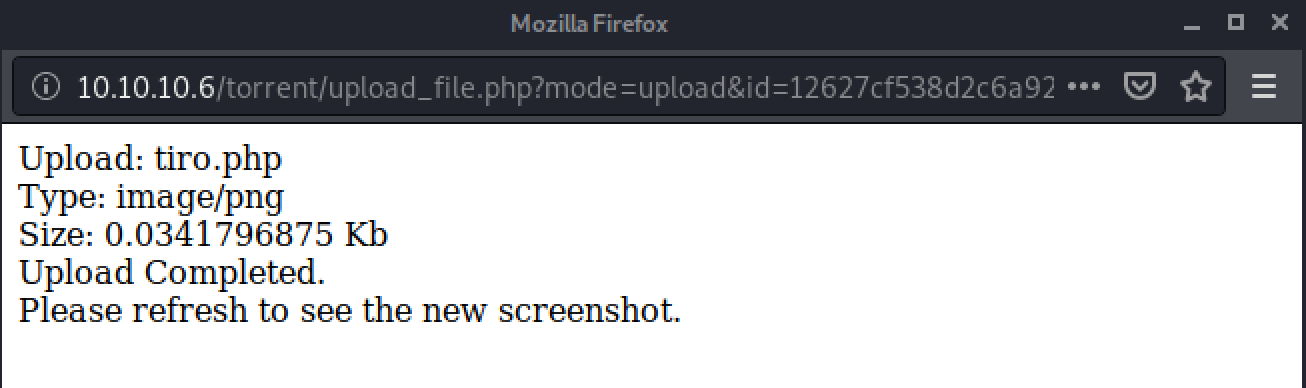 Mozilla Firefox
10.10.10.6/torrent/upload_file.php?mode=upload&id=12627cf538d2c6a92
Upload: tiro.php
Type: image/png
Size: 0.0341796875 Kb
Upload Completed.
Please refresh to see the new screenshot.